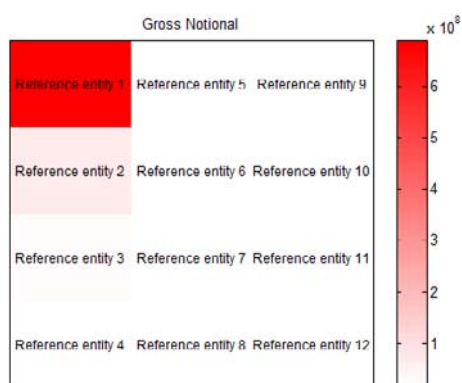 Gross Notional
x 10⁸
Reference entity 1 Reference entity 5 Reference entity 9
Reference entity 2 Reference entity 6 Reference entity 10
Reference entity 3 Reference entity 7 Reference entity 11
Reference entity 4 Reference entity 8 Reference entity 12
6
5
4
3
2
1